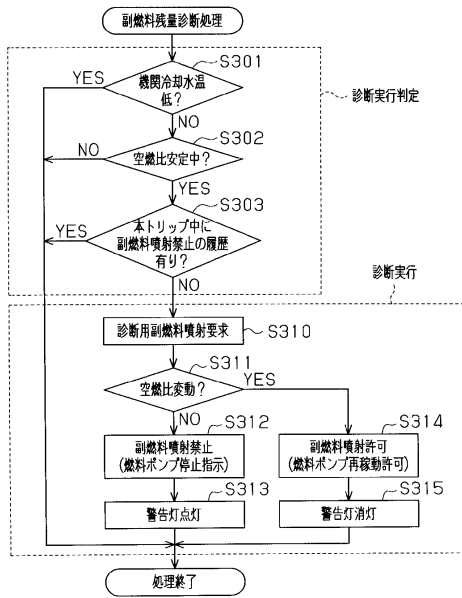 副燃料残量診断処理
S301
YES
機関冷却水温
低？
診断実行判定
NO
S302
NO
空燃比安定中？
YES
S303
YES
本トリップ中に
副燃料噴射禁止の履歴
有り？
診断実行
NO
診断用副燃料噴射要求
S310
S311
空燃比変動？
YES
NO
S312
S314
副燃料噴射禁止
(燃料ポンプ停止指示)
副燃料噴射許可
(燃料ポンプ再稼動許可)
S313
S315
警告灯点灯
警告灯消灯
処理終了